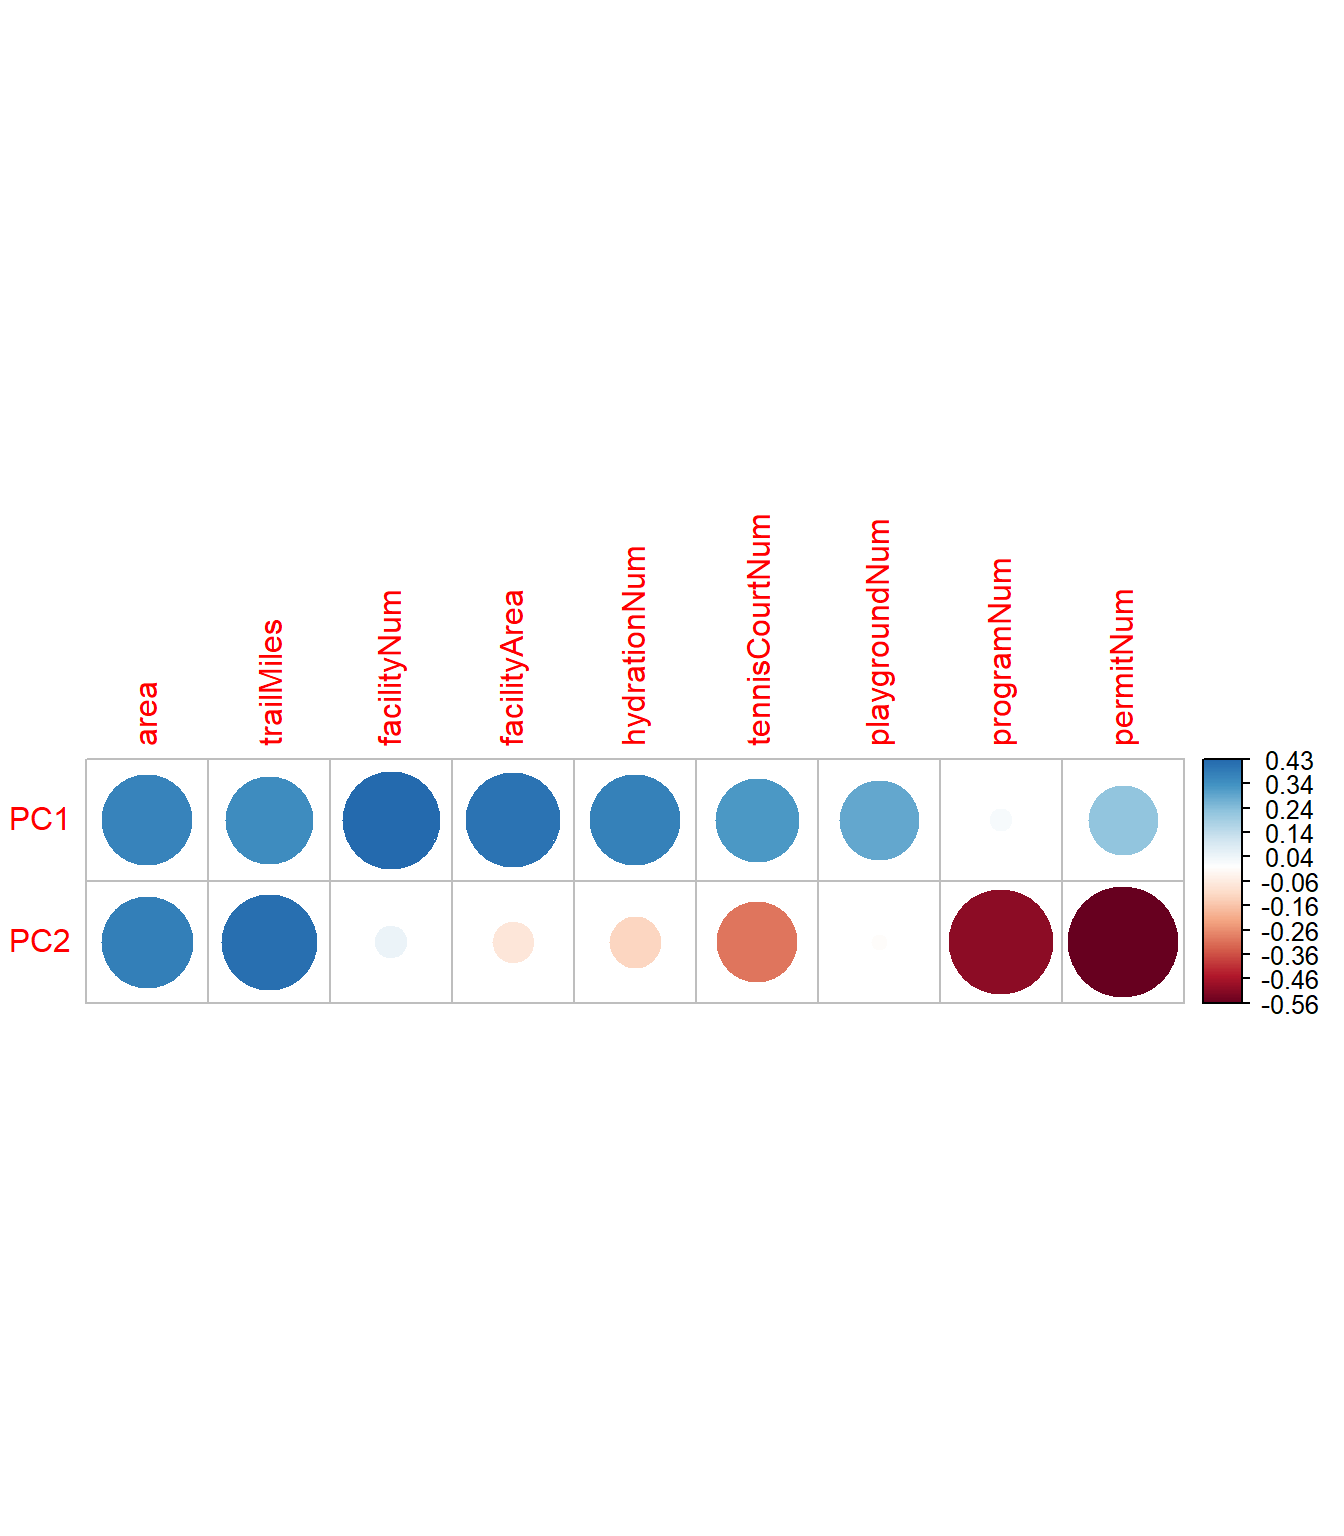 area
trailMiles
facilityNum
facilityArea
hydrationNum
tennisCourtNum
playgroundNum
programNum
permitNum
PC1
PC2
0.43
0.34
0.24
0.14
0.04
-0.06
-0.16
-0.26
-0.36
-0.46
-0.56